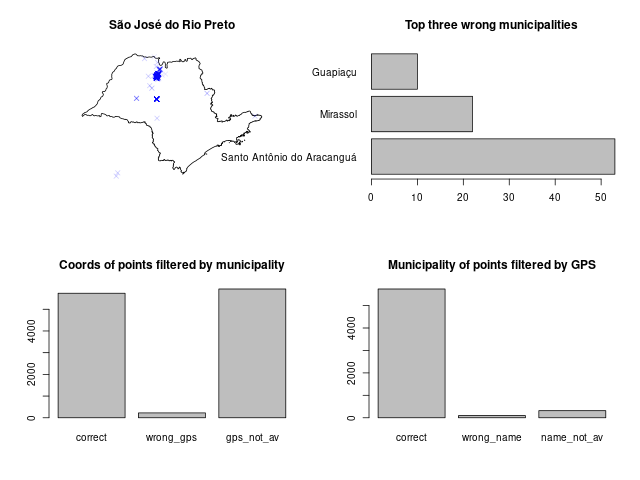 São José do Rio Preto
Top three wrong municipalities
Guapiaçu
Mirassol
Santo Antônio do Aracanguá
0 10 20 30 40 50
Coords of points filtered by municipality
0 2000 4000
correct wrong_gps gps_not_av
Municipality of points filtered by GPS
0 2000 4000
correct wrong_name name_not_av